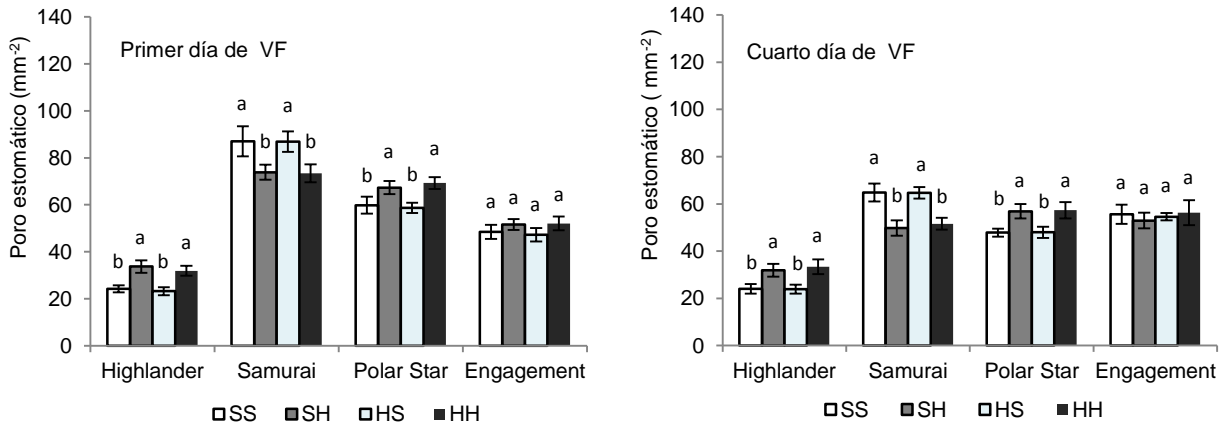 Poro estomático (mm-2)
140
120
100
80
60
40
20
0
Primer día de VF
b a b a
a b a b
b a b a
a a a a
Highlander Samurai Polar Star Engagement
SS SH HS HH
Poro estomático ( mm-2)
140
120
100
80
60
40
20
0
Cuarto día de VF
b a b a
a b a b
b a b a
a a a a
Highlander Samurai Polar Star Engagement
SS SH HS HH